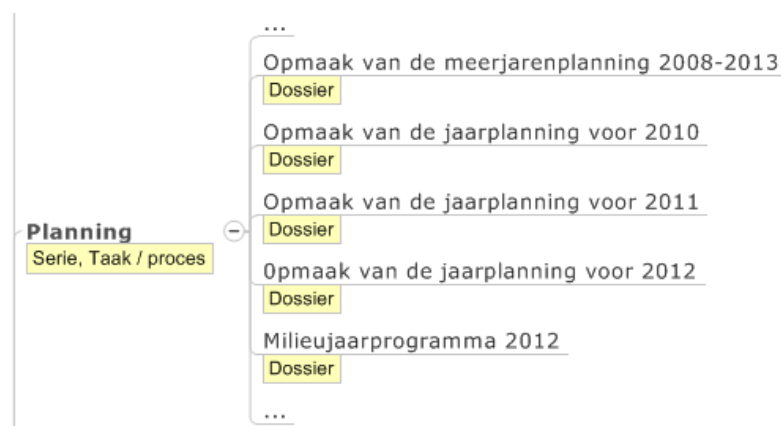 ...
Opmaak van de meerjarenplanning 2008-2013
Dossier
Opmaak van de jaarplanning voor 2010
Dossier
Opmaak van de jaarplanning voor 2011
Dossier
Planning
Serie, Taak / proces
0pmaak van de jaarplanning voor 2012
Dossier
Milieujaarprogramma 2012
Dossier
...